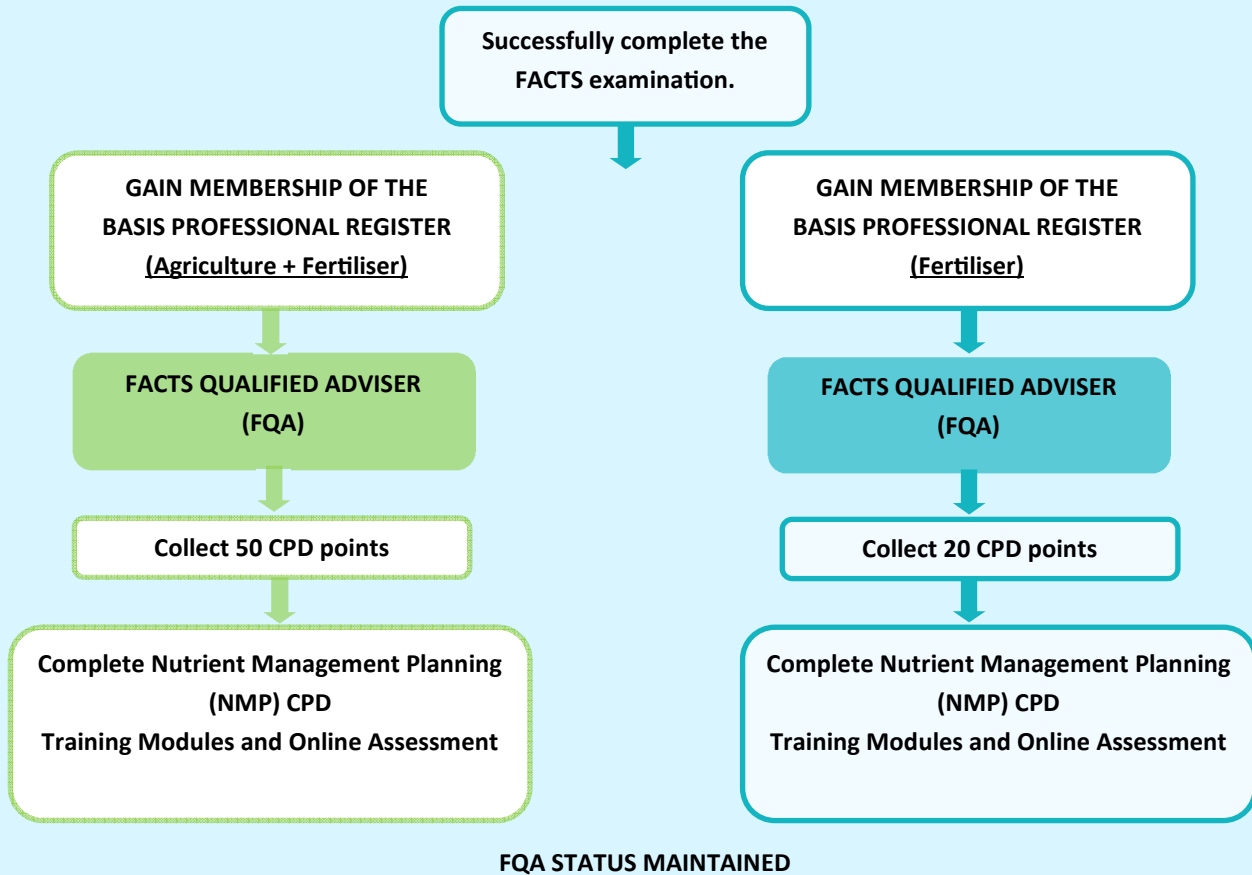 Successfully complete the
FACTS examination.
GAIN MEMBERSHIP OF THE
BASIS PROFESSIONAL REGISTER
(Agriculture + Fertiliser)
FACTS QUALIFIED ADVISER
(FQA)
Collect 50 CPD points
Complete Nutrient Management Planning
(NMP) CPD
Training Modules and Online Assessment
GAIN MEMBERSHIP OF THE
BASIS PROFESSIONAL REGISTER
(Fertiliser)
FACTS QUALIFIED ADVISER
(FQA)
Collect 20 CPD points
Complete Nutrient Management Planning
(NMP) CPD
Training Modules and Online Assessment
FQA STATUS MAINTAINED